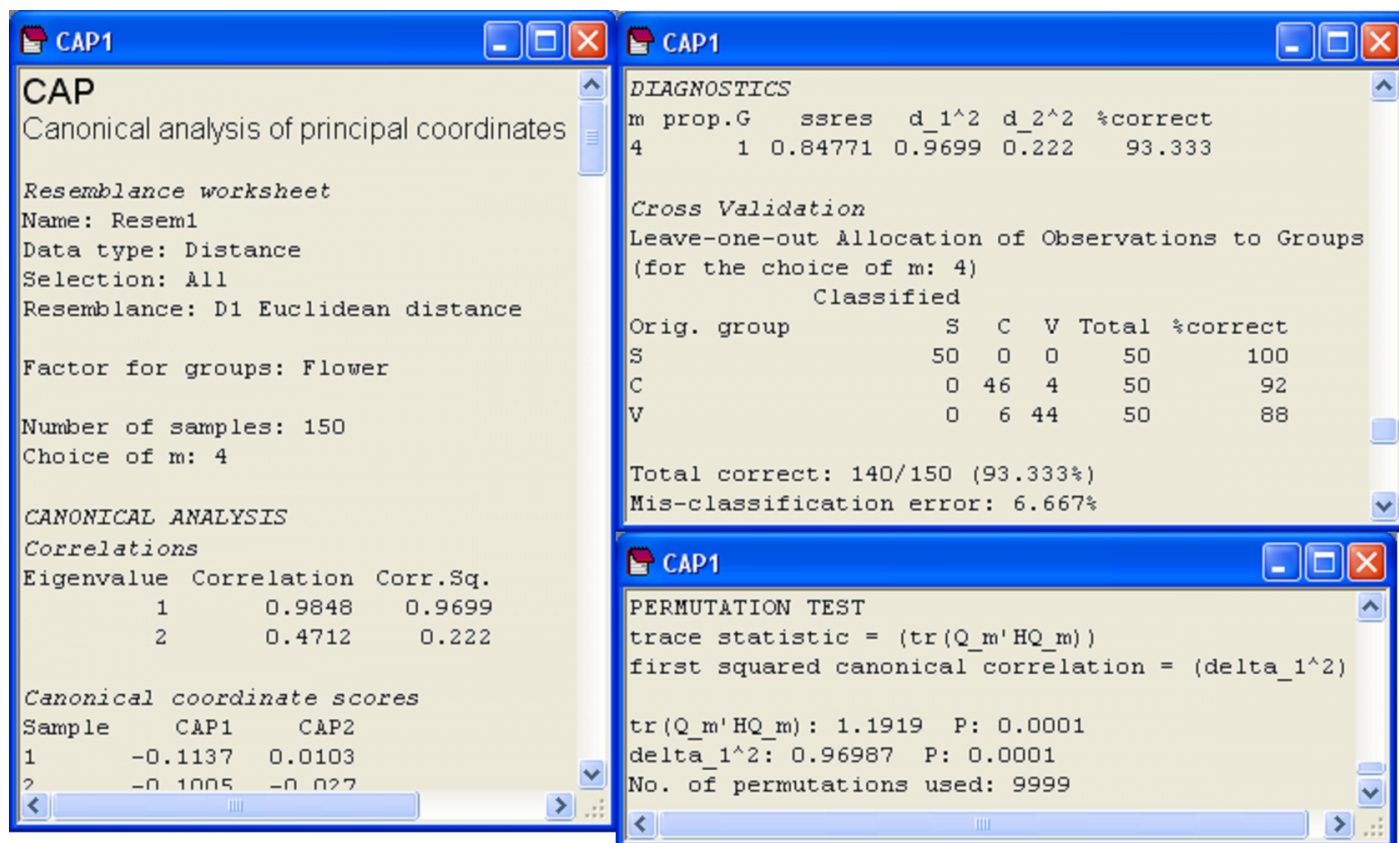 CAP1
CAP
Canonical analysis of principal coordinates
Resemblance worksheet
Name: Resem1
Data type: Distance
Selection: All
Resemblance: D1 Euclidean distance
Factor for groups: Flower
Number of samples: 150
Choice of m: 4
CANONICAL ANALYSIS
Correlations
Eigenvalue Correlation Corr.Sq.
1 0.9848 0.9699
2 0.4712 0.222
Canonical coordinate scores
Sample CAP1 CAP2
1 -0.1137 0.0103
2 -0.1005 -0.027
CAP1
DIAGNOSTICS
m prop.G ssres d_1^2 d_2^2 %correct
4 1 0.84771 0.9699 0.222 93.333
Cross Validation
Leave-one-out Allocation of Observations to Groups
(for the choice of m: 4)
Classified
Orig. group S C V Total %correct
S 50 0 0 50 100
C 0 46 4 50 92
V 0 6 44 50 88
Total correct: 140/150 (93.333%)
Mis-classification error: 6.667%
CAP1
PERMUTATION TEST
trace statistic = (tr(Q_m'HQ_m))
first squared canonical correlation = (delta_1^2)
tr(Q_m'HQ_m): 1.1919 P: 0.0001
delta_1^2: 0.96987 P: 0.0001
No. of permutations used: 9999